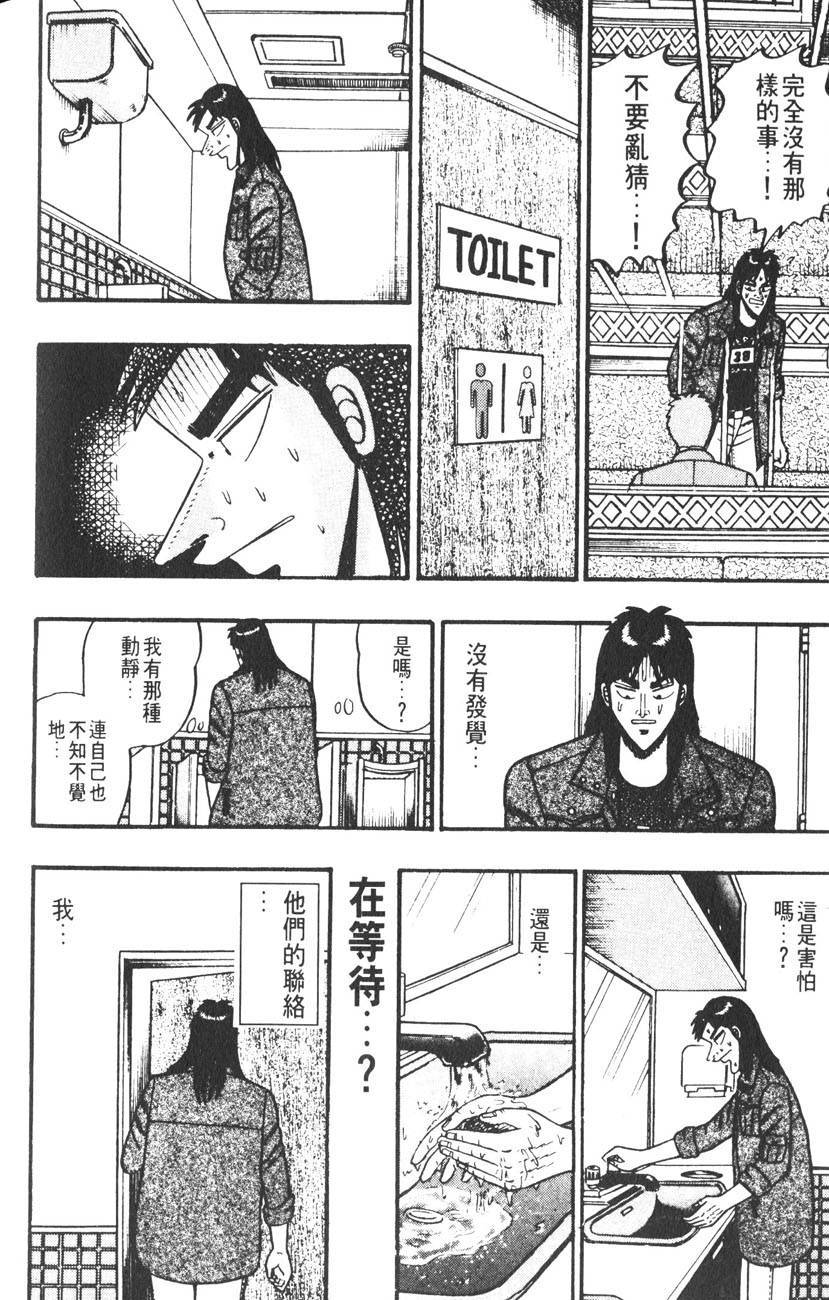 完全沒有那
樣的事…！
不要亂猜…！
39
TOILET
沒有發覺…
是嗎…？
我有那種
動靜…
連自己也
不知不覺
地…
這是害怕
嗎…？
還是…
在等待…？
他們的聯絡
…
我…